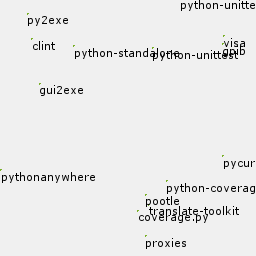 python-unitte
py2exe
clint
visa
python-standalone
gpib
python-unittest
gui2exe
pycur
pythonanywhere
python-coverag
pootle
translate-toolkit
coverage.py
proxies